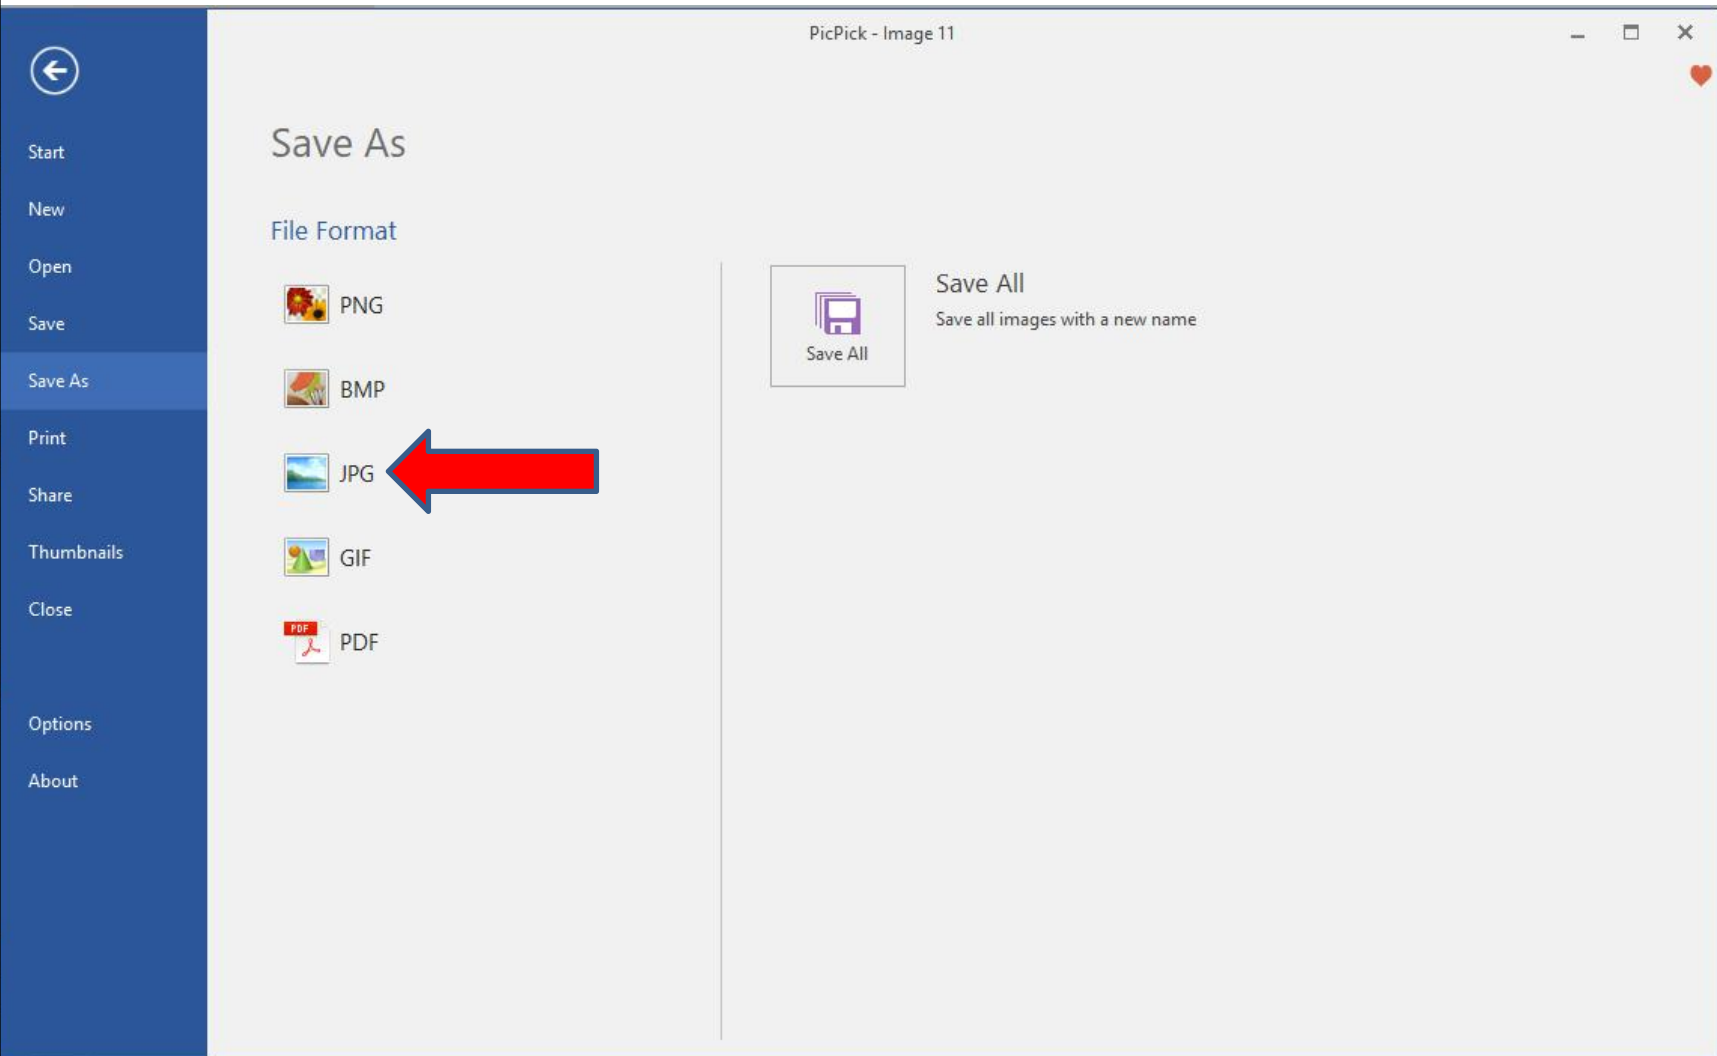 PicPick - Image 11
Start
New
Open
Save
Save As
Print
Share
Thumbnails
Close
Options
About
Save As
File Format
PNG
BMP
JPG
GIF
PDF
PDF
Save All
Save All
Save all images with a new name